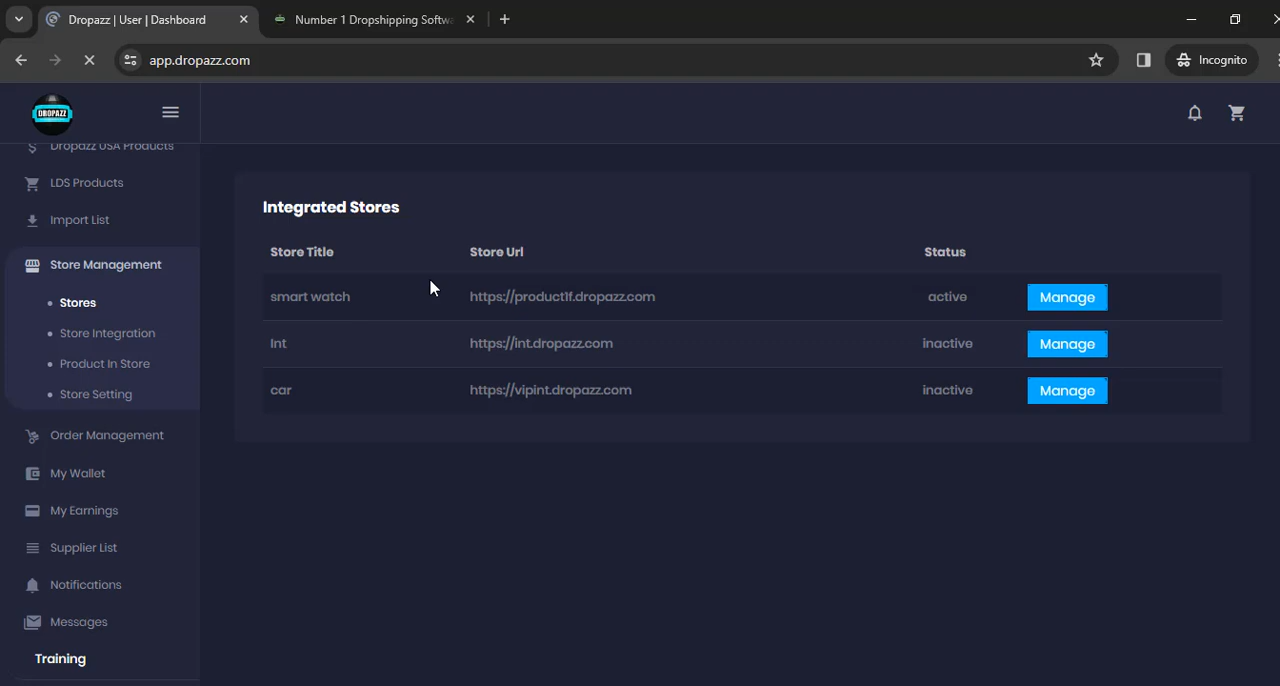 Dropazz | User | Dashboard
Number 1 Dropshipping Softwa
app.dropazz.com
Incognito
DROPAZZ
Dropazz USA Products
LDS Products
Import List
Store Management
Stores
Store Integration
Product In Store
Store Setting
Order Management
My Wallet
My Earnings
Supplier List
Notifications
Messages
Training
Integrated Stores
Store Title Store Url Status
smart watch https://product1f.dropazz.com active Manage
Int https://int.dropazz.com inactive Manage
car https://vipint.dropazz.com inactive Manage